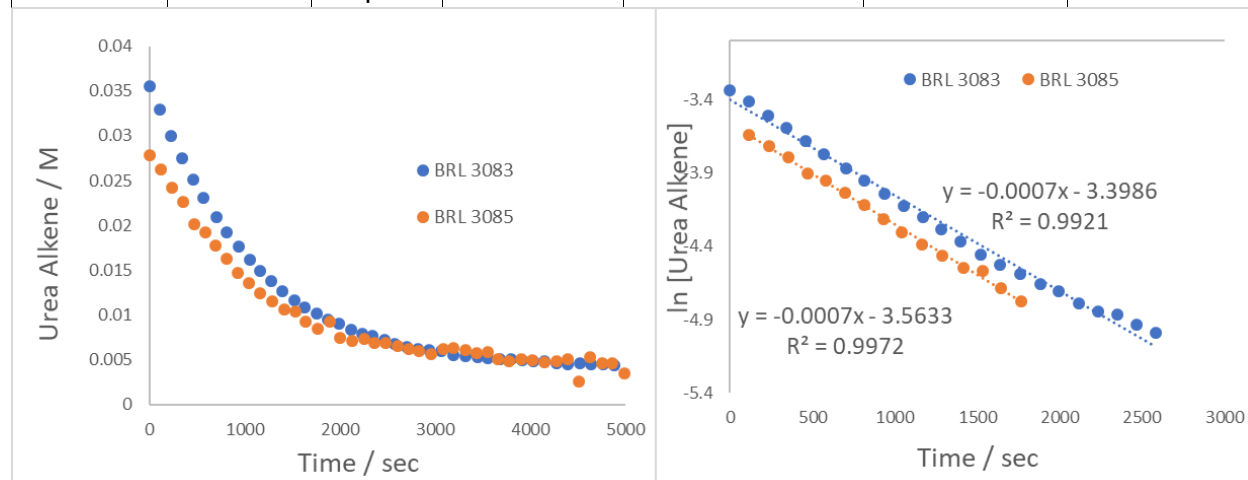 0.04
0.035
0.03
0.025
0.02
0.015
0.01
0.005
0
Urea Alkene / M
BRL 3083
BRL 3085
0 1000 2000 3000 4000 5000
Time / sec
BRL 3083 BRL 3085
-3.4
-3.9
-4.4
-4.9
-5.4
ln [Urea Alkene]
y = -0.0007x - 3.3986
R² = 0.9921
y = -0.0007x - 3.5633
R² = 0.9972
0 500 1000 1500 2000 2500 3000
Time / sec